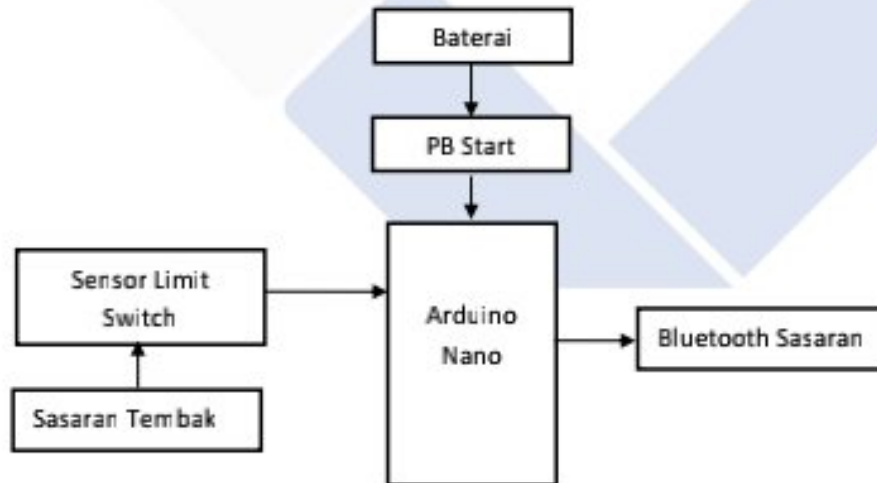 Baterai
PB Start
Sensor Limit
Switch
Arduino
Nano
Bluetooth Sasaran
Sasaran Tembak